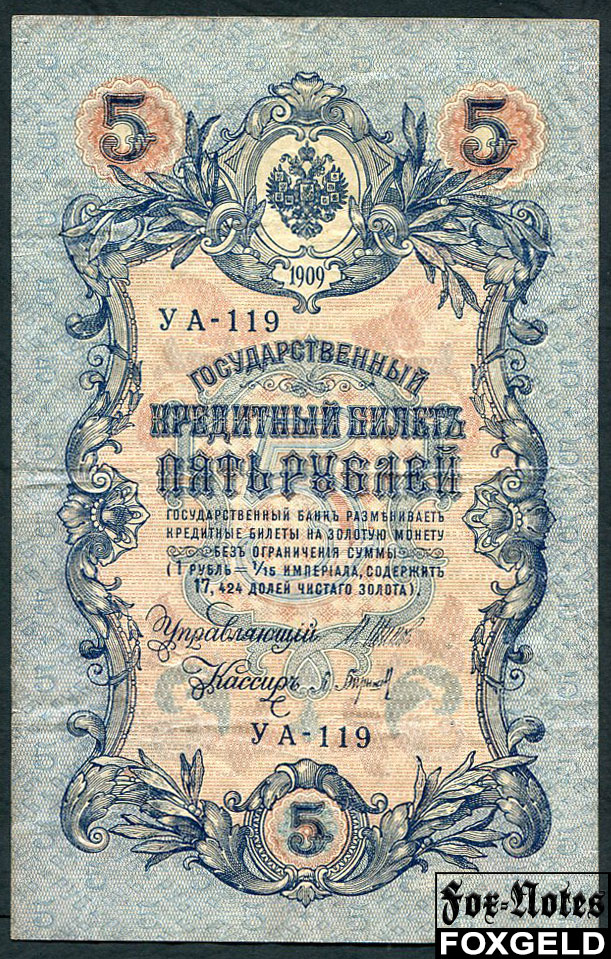 5 5
1909
УА-119
ГОСУДАРСТВЕННЫЙ
КРЕДИТНЫЙ БИЛЕТЪ
ПЯТЬ РУБЛЕЙ
ГОСУДАРСТВЕННЫЙ БАНКЪ РАЗМѢНИВАЕТЪ
КРЕДИТНЫЕ БИЛЕТЫ НА ЗОЛОТУЮ МОНЕТУ
БЕЗЪ ОГРАНИЧЕНІЯ СУММЫ
(1 РУБЛЬ = 1/15 ИМПЕРІАЛА, СОДЕРЖИТЪ
17,424 ДОЛЕЙ ЧИСТАГО ЗОЛОТА).
Управляющій
Кассиръ
УА-119
5
Fox-Notes
FOXGELD